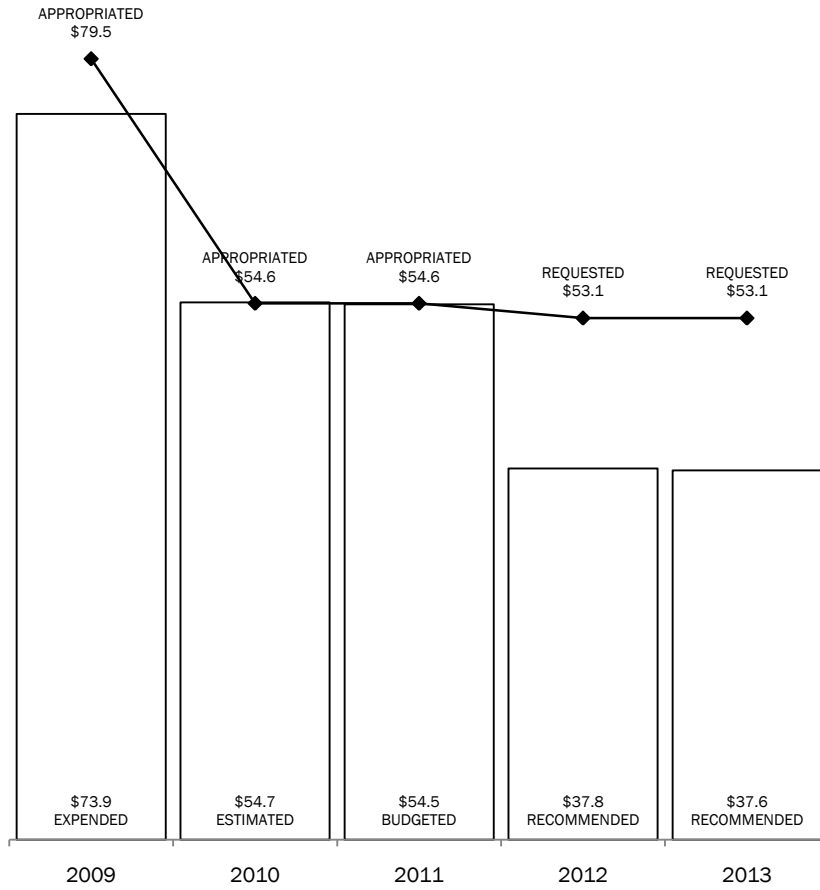 APPROPRIATED
$79.5
APPROPRIATED
$54.6
APPROPRIATED
$54.6
REQUESTED
$53.1
REQUESTED
$53.1
$73.9
EXPENDED
$54.7
ESTIMATED
$54.5
BUDGETED
$37.8
RECOMMENDED
$37.6
RECOMMENDED
2009
2010
2011
2012
2013